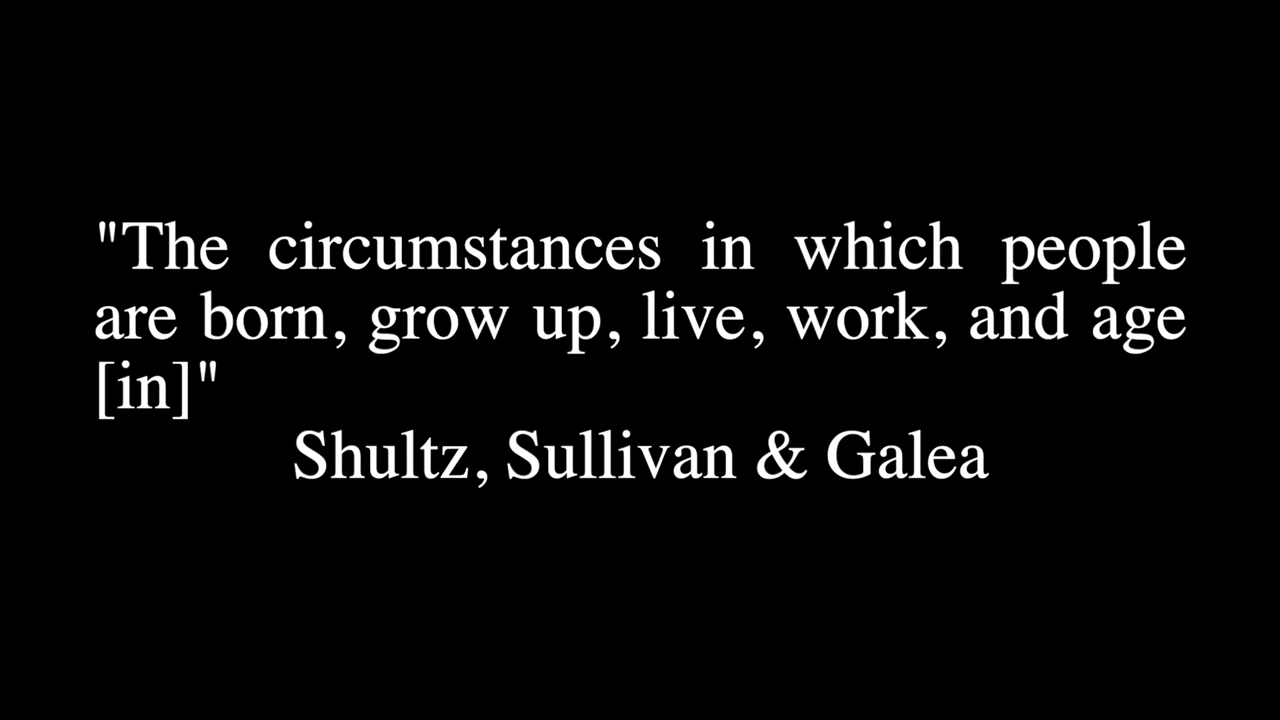 "The circumstances in which people
are born, grow up, live, work, and age
[in]"
Shultz, Sullivan & Galea